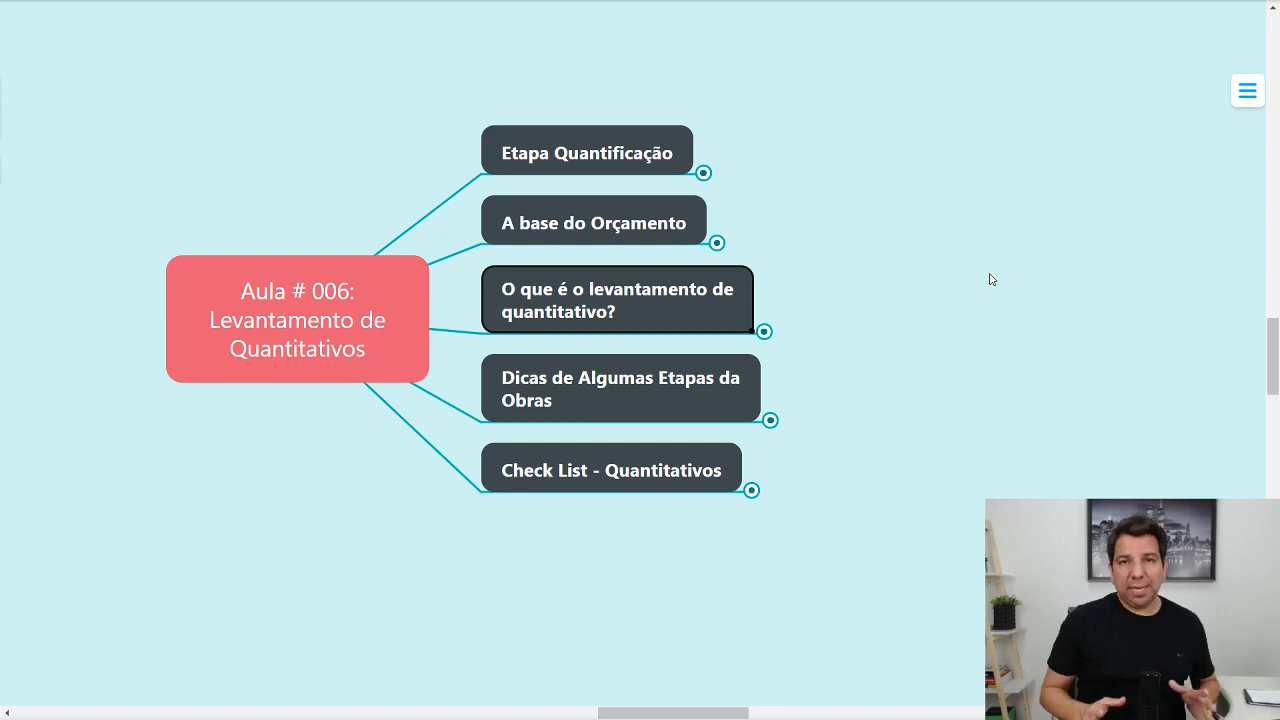 Etapa Quantificação
A base do Orçamento
Aula # 006:
Levantamento de
Quantitativos
O que é o levantamento de
quantitativo?
Dicas de Algumas Etapas da
Obras
Check List - Quantitativos